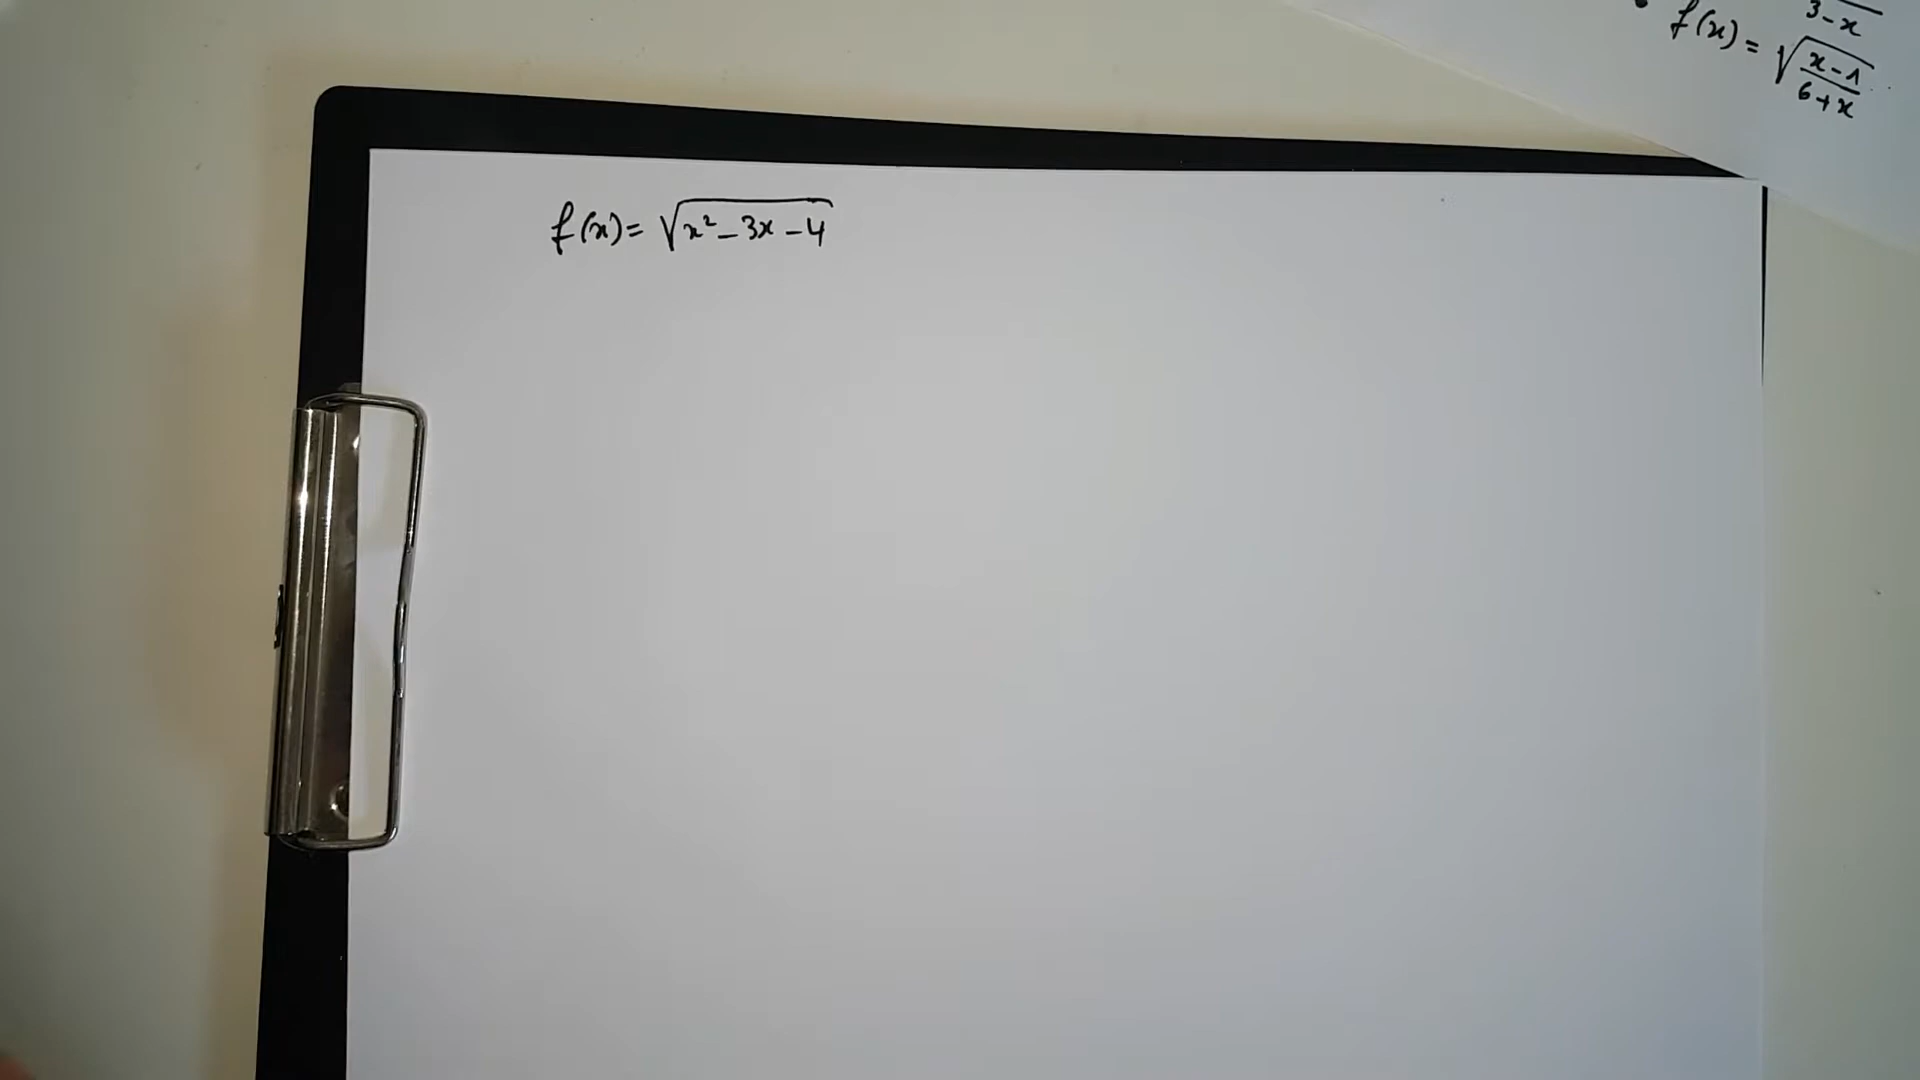 f(x) = √(x² - 3x - 4)
3 - x
• f(x) = √((x - 1)/(6 + x))